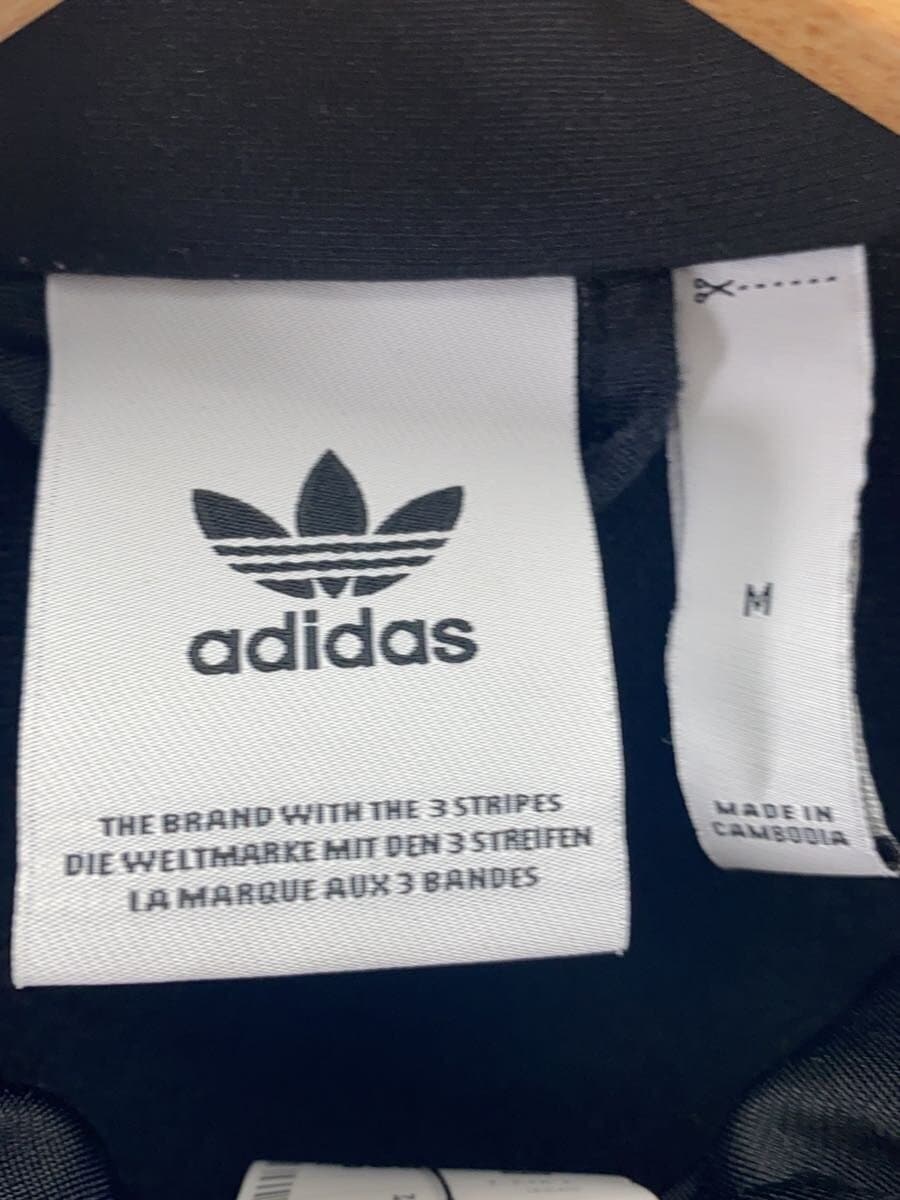 adidas
THE BRAND WITH THE 3 STRIPES
DIE WELTMARKE MIT DEN 3 STREIFEN
LA MARQUE AUX 3 BANDES
M
MADE IN
CAMBODIA